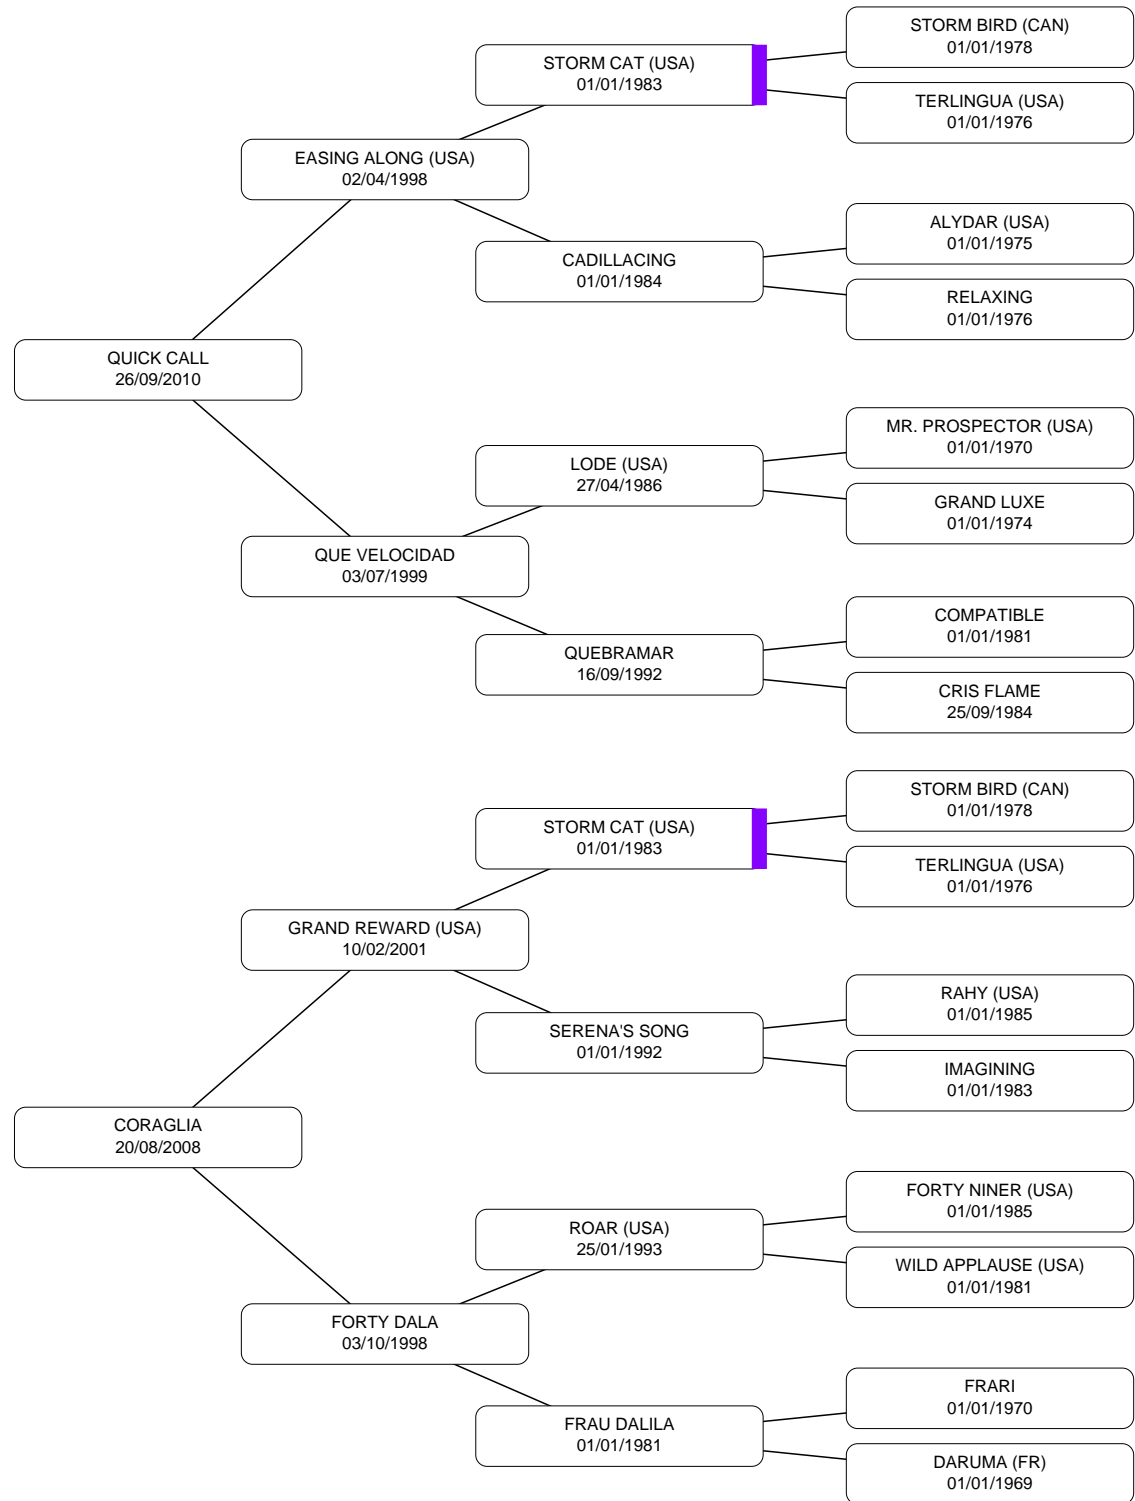 STORM BIRD (CAN)
01/01/1978
STORM CAT (USA)
01/01/1983
TERLINGUA (USA)
01/01/1976
EASING ALONG (USA)
02/04/1998
ALYDAR (USA)
01/01/1975
CADILLACING
01/01/1984
RELAXING
01/01/1976
QUICK CALL
26/09/2010
MR. PROSPECTOR (USA)
01/01/1970
LODE (USA)
27/04/1986
GRAND LUXE
01/01/1974
QUE VELOCIDAD
03/07/1999
COMPATIBLE
01/01/1981
QUEBRAMAR
16/09/1992
CRIS FLAME
25/09/1984
STORM BIRD (CAN)
01/01/1978
STORM CAT (USA)
01/01/1983
TERLINGUA (USA)
01/01/1976
GRAND REWARD (USA)
10/02/2001
RAHY (USA)
01/01/1985
SERENA'S SONG
01/01/1992
IMAGINING
01/01/1983
CORAGLIA
20/08/2008
FORTY NINER (USA)
01/01/1985
ROAR (USA)
25/01/1993
WILD APPLAUSE (USA)
01/01/1981
FORTY DALA
03/10/1998
FRARI
01/01/1970
FRAU DALILA
01/01/1981
DARUMA (FR)
01/01/1969